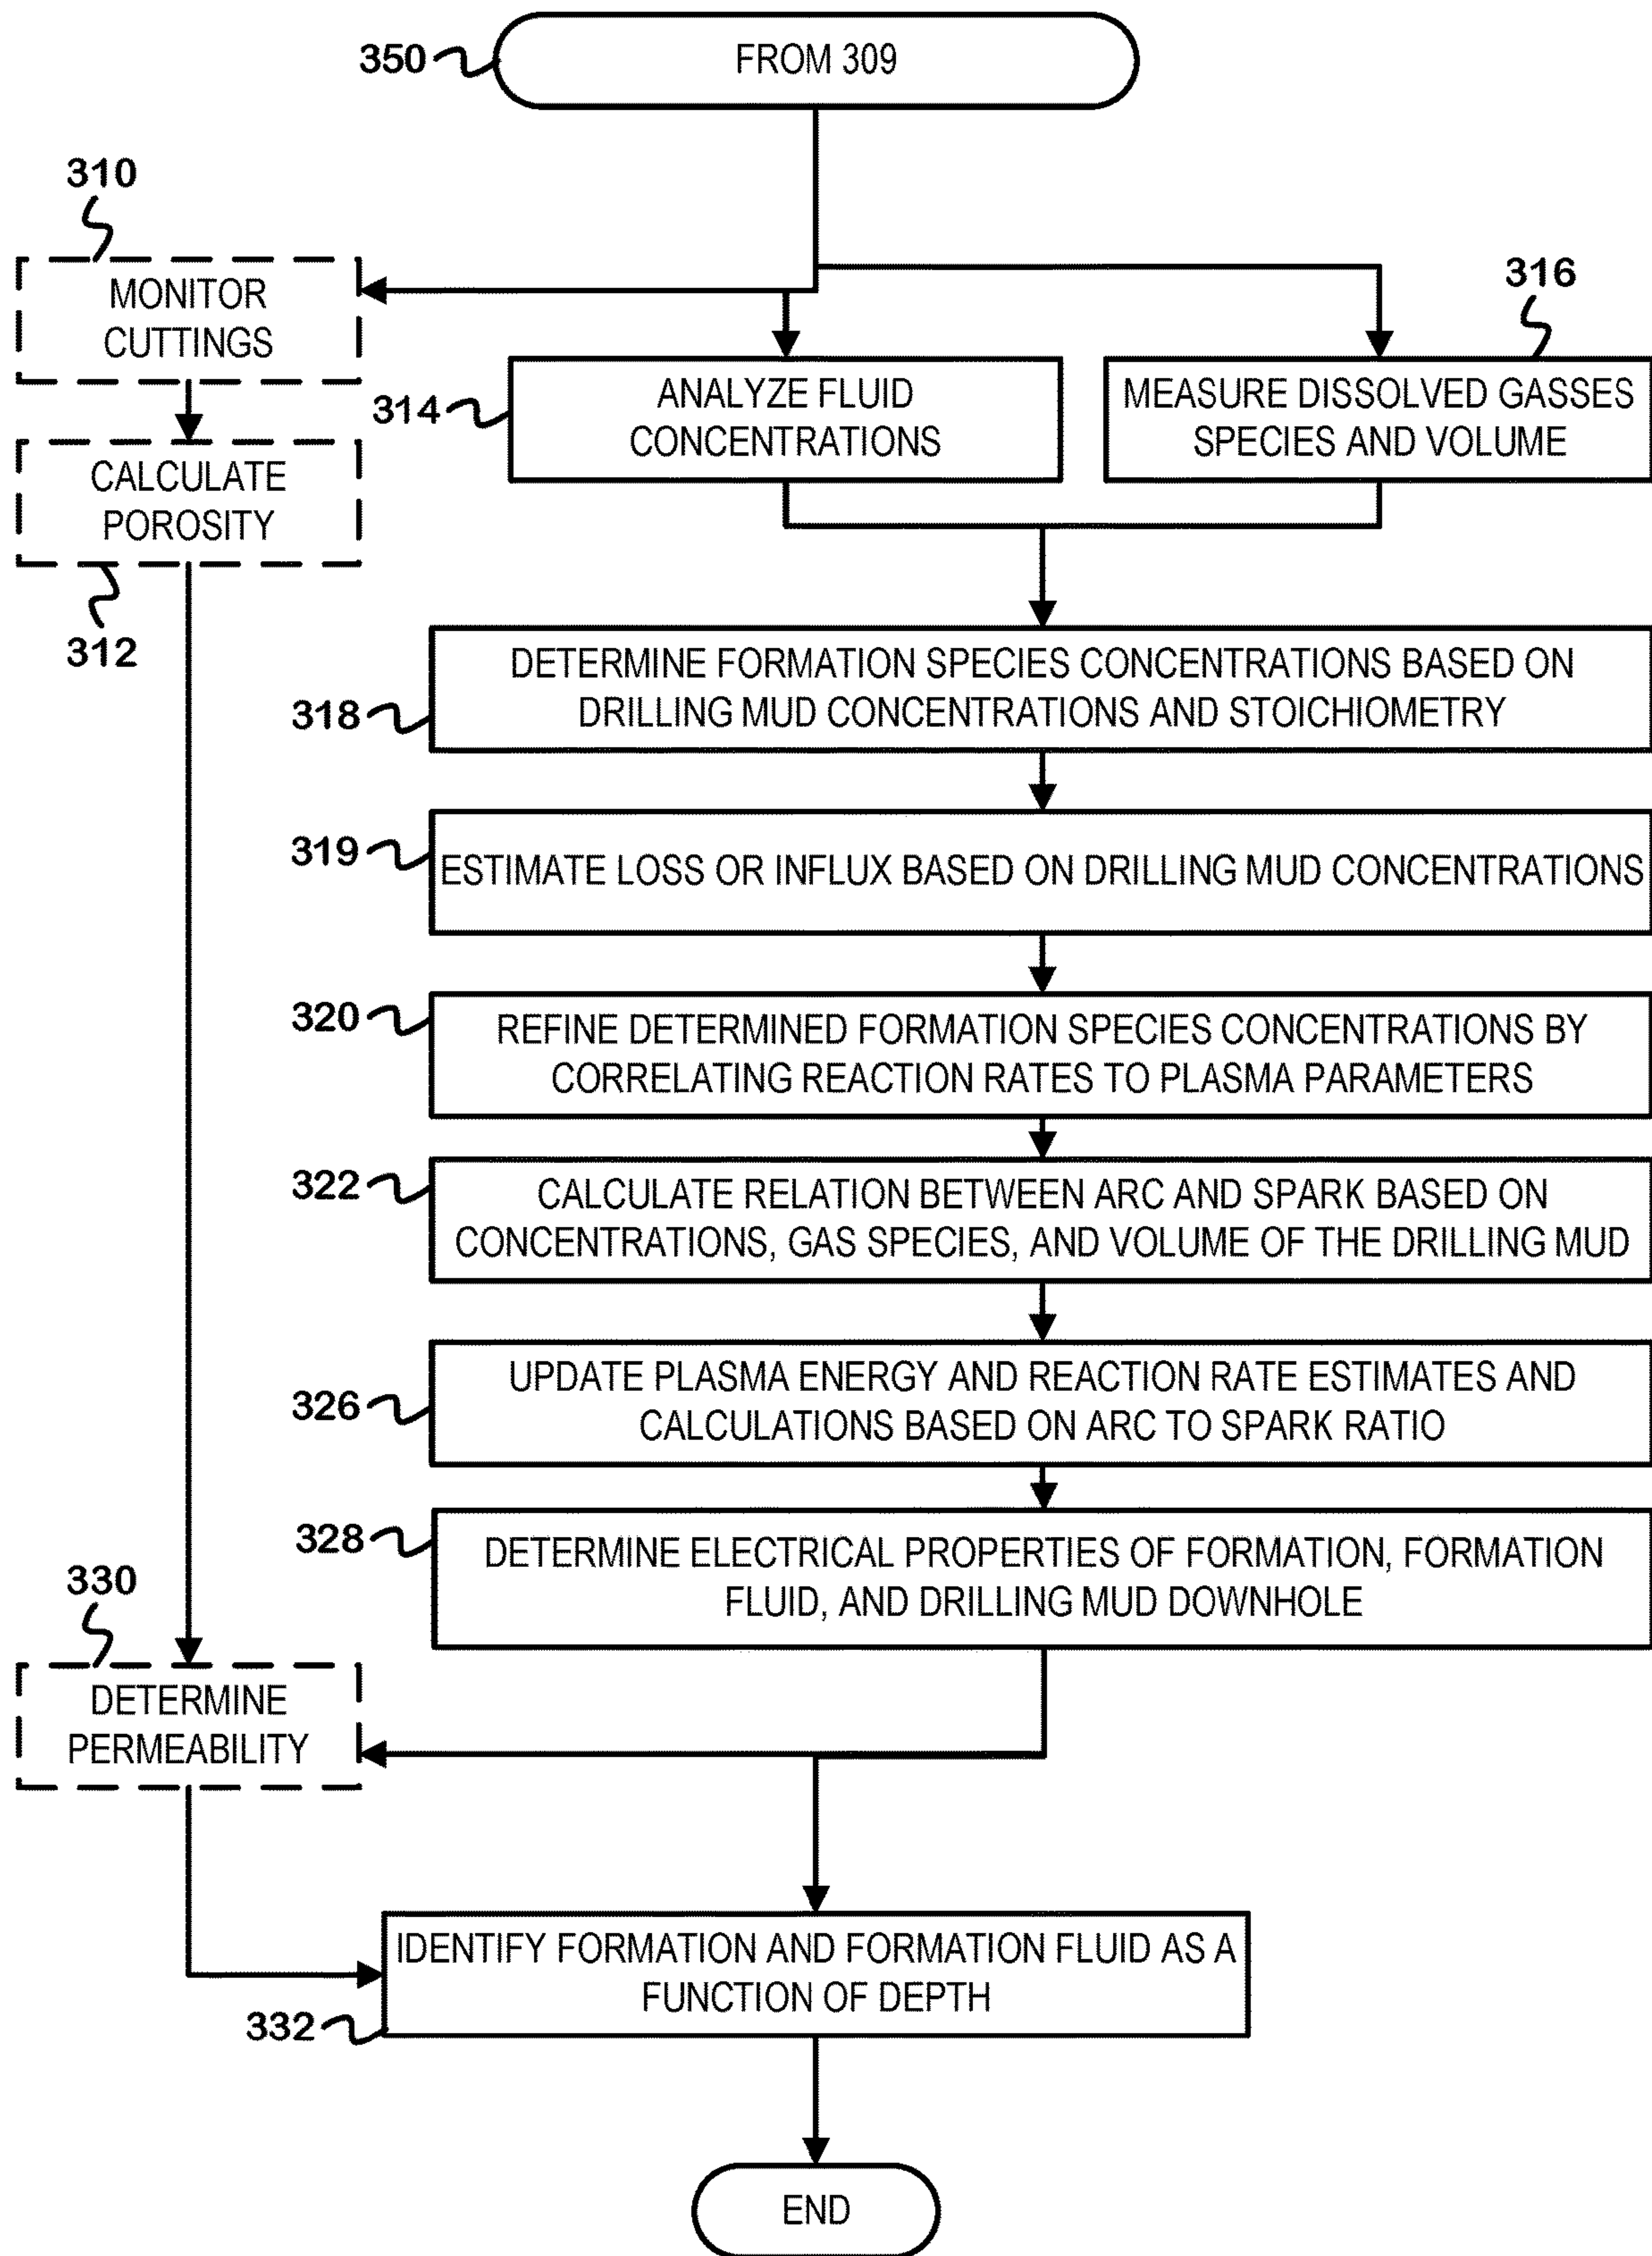 350
FROM 309
310
MONITOR
CUTTINGS
316
314
ANALYZE FLUID
CONCENTRATIONS
MEASURE DISSOLVED GASSES
SPECIES AND VOLUME
CALCULATE
POROSITY
312
318
DETERMINE FORMATION SPECIES CONCENTRATIONS BASED ON
DRILLING MUD CONCENTRATIONS AND STOICHIOMETRY
319
ESTIMATE LOSS OR INFLUX BASED ON DRILLING MUD CONCENTRATIONS
320
REFINE DETERMINED FORMATION SPECIES CONCENTRATIONS BY
CORRELATING REACTION RATES TO PLASMA PARAMETERS
322
CALCULATE RELATION BETWEEN ARC AND SPARK BASED ON
CONCENTRATIONS, GAS SPECIES, AND VOLUME OF THE DRILLING MUD
326
UPDATE PLASMA ENERGY AND REACTION RATE ESTIMATES AND
CALCULATIONS BASED ON ARC TO SPARK RATIO
328
DETERMINE ELECTRICAL PROPERTIES OF FORMATION, FORMATION
FLUID, AND DRILLING MUD DOWNHOLE
330
DETERMINE
PERMEABILITY
IDENTIFY FORMATION AND FORMATION FLUID AS A
FUNCTION OF DEPTH
332
END